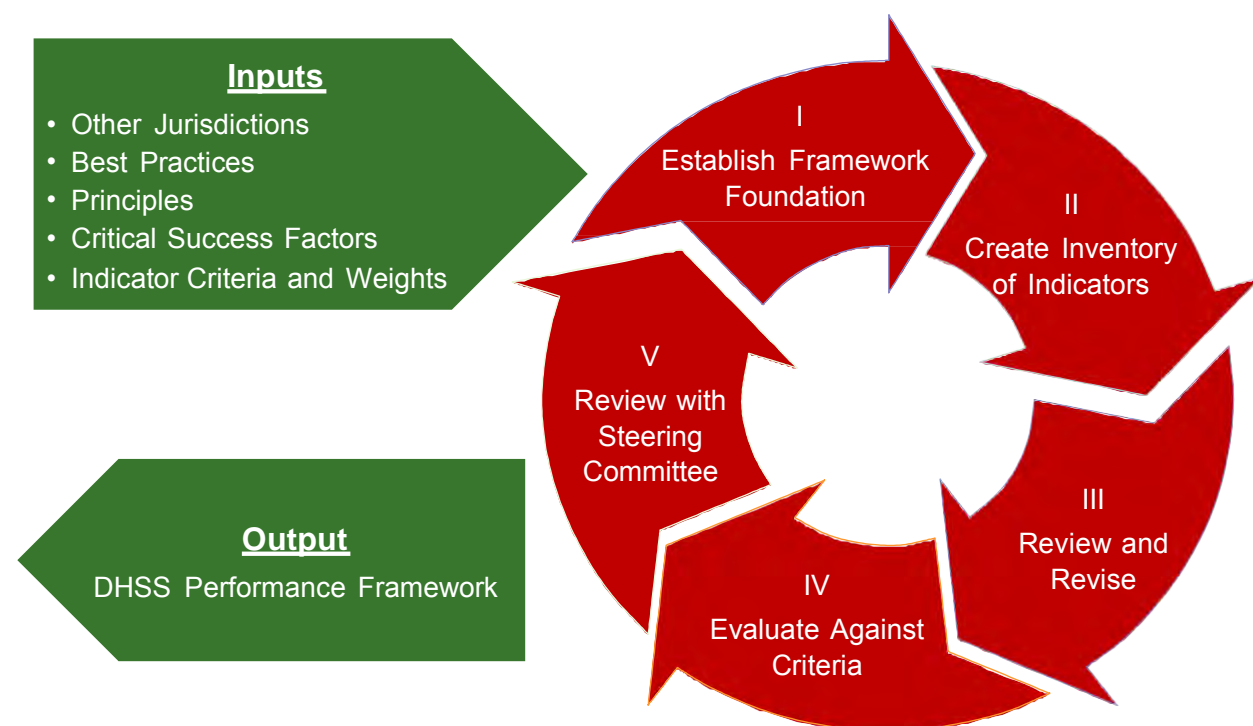 Inputs
• Other Jurisdictions
• Best Practices
• Principles
• Critical Success Factors
• Indicator Criteria and Weights
I
Establish Framework
Foundation
II
Create Inventory
of Indicators
III
Review and
Revise
IV
Evaluate Against
Criteria
V
Review with
Steering
Committee
Output
DHSS Performance Framework